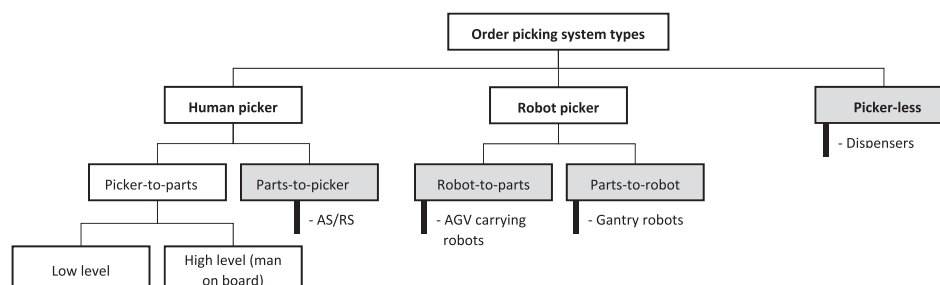 Order picking system types
Human picker
Robot picker
Picker-less
- Dispensers
Picker-to-parts
Parts-to-picker
Robot-to-parts
Parts-to-robot
- AS/RS
- AGV carrying
robots
- Gantry robots
Low level
High level (man
on board)